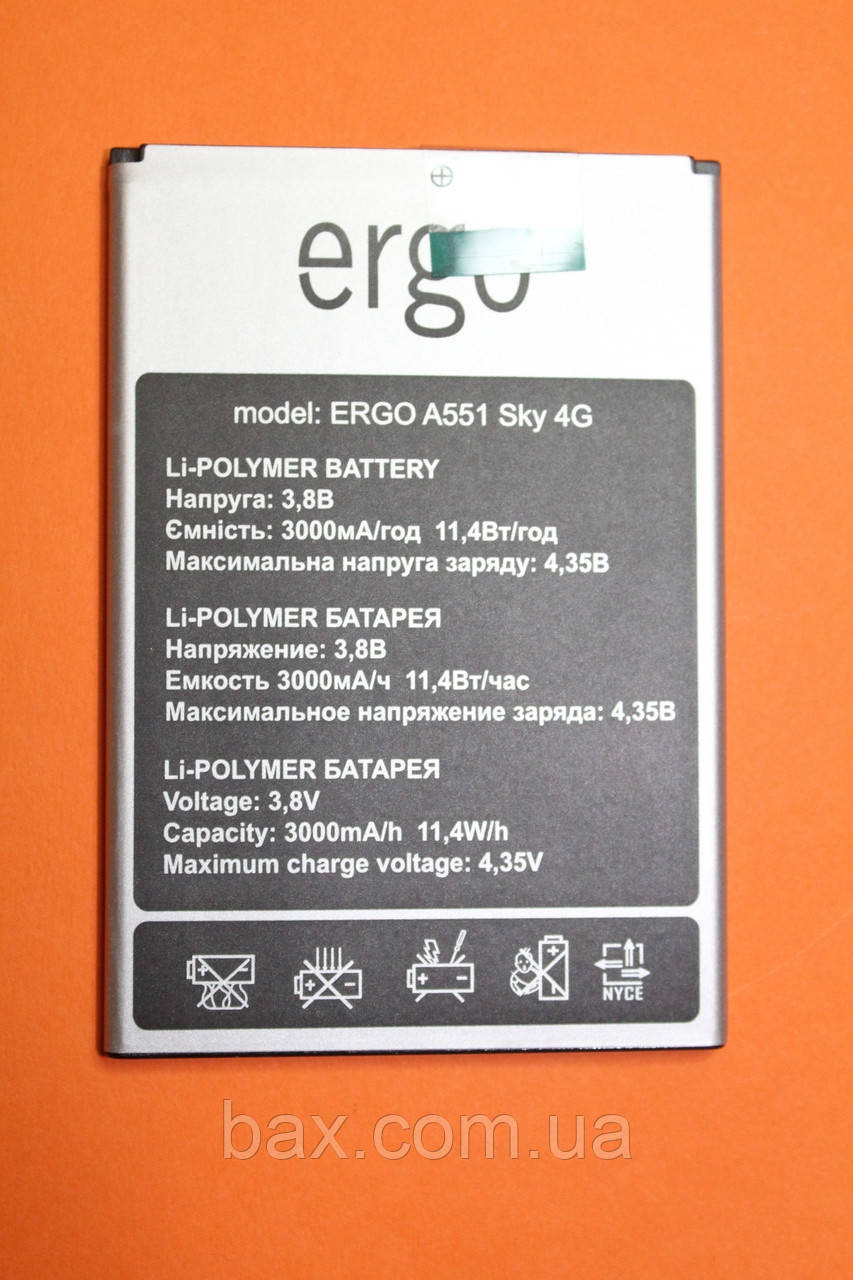 ergo
model: ERGO A551 Sky 4G
Li-POLYMER BATTERY
Напруга: 3,8В
Ємність: 3000мА/год 11,4Вт/год
Максимальна напруга заряду: 4,35В
Li-POLYMER БАТАРЕЯ
Напряжение: 3,8В
Емкость 3000мА/ч 11,4Вт/час
Максимальное напряжение заряда: 4,35В
Li-POLYMER БАТАРЕЯ
Voltage: 3,8V
Capacity: 3000mA/h 11,4W/h
Maximum charge voltage: 4,35V
NYCE
bax.com.ua